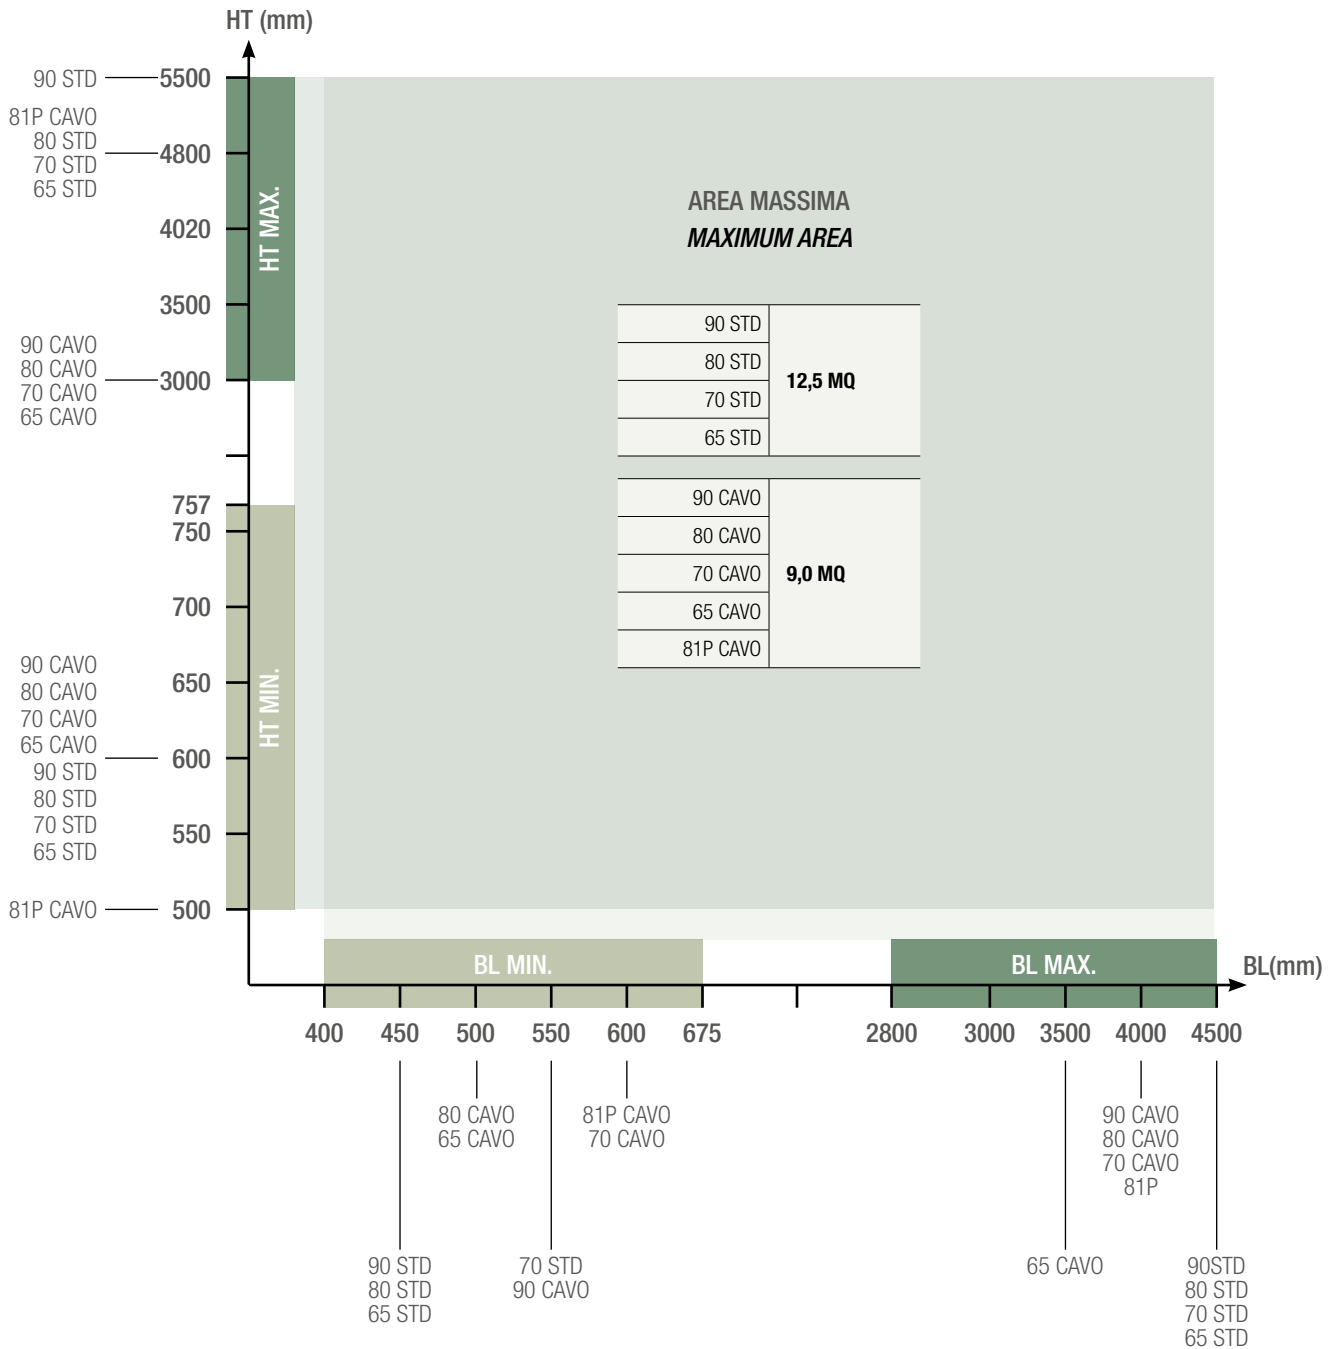 HT (mm)
90 STD
5500
81P CAVO
80 STD
70 STD
65 STD
4800
4020
3500
90 CAVO
80 CAVO
70 CAVO
65 CAVO
3000
HT MAX.
757
750
700
650
90 CAVO
80 CAVO
70 CAVO
65 CAVO
90 STD
80 STD
70 STD
65 STD
600
550
81P CAVO
500
HT MIN.
AREA MASSIMA
MAXIMUM AREA
90 STD
80 STD
70 STD
65 STD
12,5 MQ
90 CAVO
80 CAVO
70 CAVO
65 CAVO
81P CAVO
9,0 MQ
BL MIN.
BL MAX.
BL(mm)
400 450 500 550 600 675 2800 3000 3500 4000 4500
80 CAVO
65 CAVO
81P CAVO
70 CAVO
90 CAVO
80 CAVO
70 CAVO
81P
90 STD
80 STD
65 STD
70 STD
90 CAVO
65 CAVO
90STD
80 STD
70 STD
65 STD